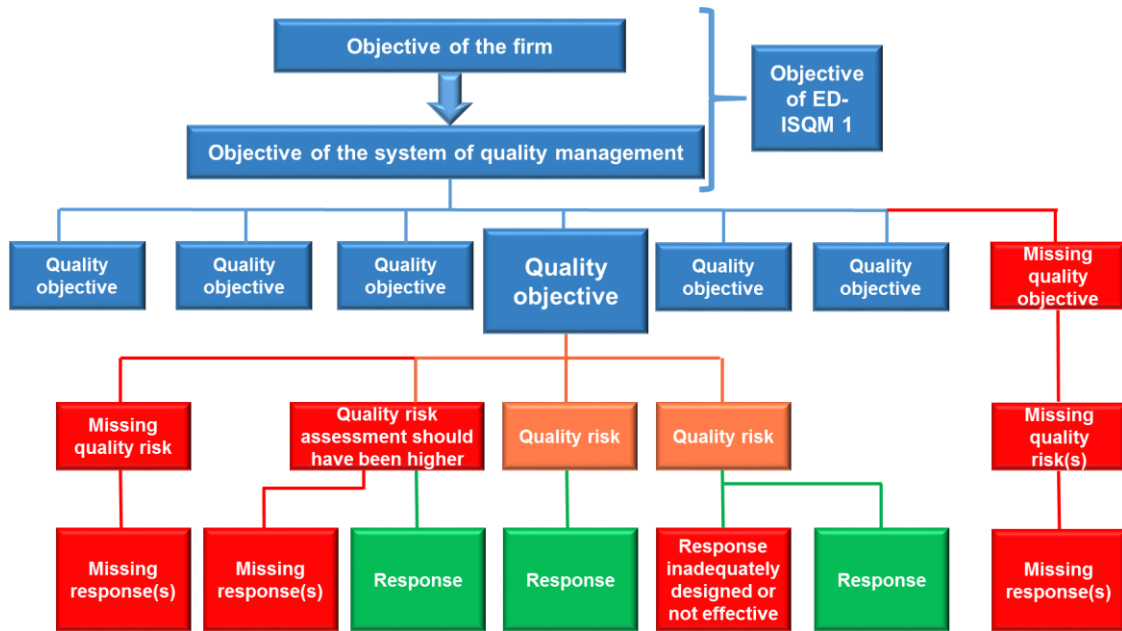 Objective of the firm
Objective
of ED-
ISQM 1
Objective of the system of quality management
Quality
objective
Quality
objective
Quality
objective
Quality
objective
Quality
objective
Quality
objective
Missing
quality
objective
Missing
quality risk
Quality risk
assessment should
have been higher
Quality risk
Quality risk
Missing
quality
risk(s)
Missing
response(s)
Missing
response(s)
Response
Response
Response
inadequately
designed or
not effective
Response
Missing
response(s)